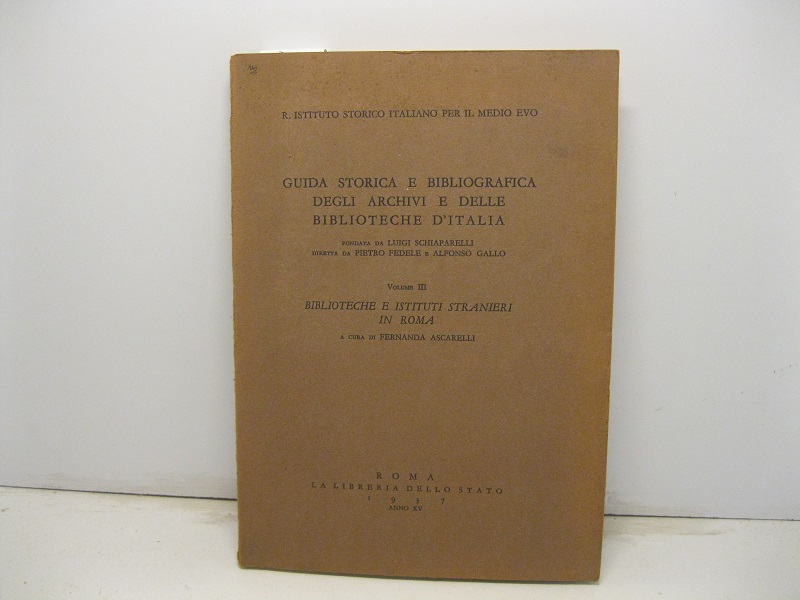 R. ISTITUTO STORICO ITALIANO PER IL MEDIO EVO
GUIDA STORICA E BIBLIOGRAFICA
DEGLI ARCHIVI E DELLE
BIBLIOTECHE D'ITALIA
FONDATA DA LUIGI SCHIAPARELLI
DIRETTA DA PIETRO FEDELE E ALFONSO GALLO
VOLUME III
BIBLIOTECHE E ISTITUTI STRANIERI
IN ROMA
A CURA DI FERNANDA ASCARELLI
ROMA
LA LIBRERIA DELLO STATO
1937
ANNO XV